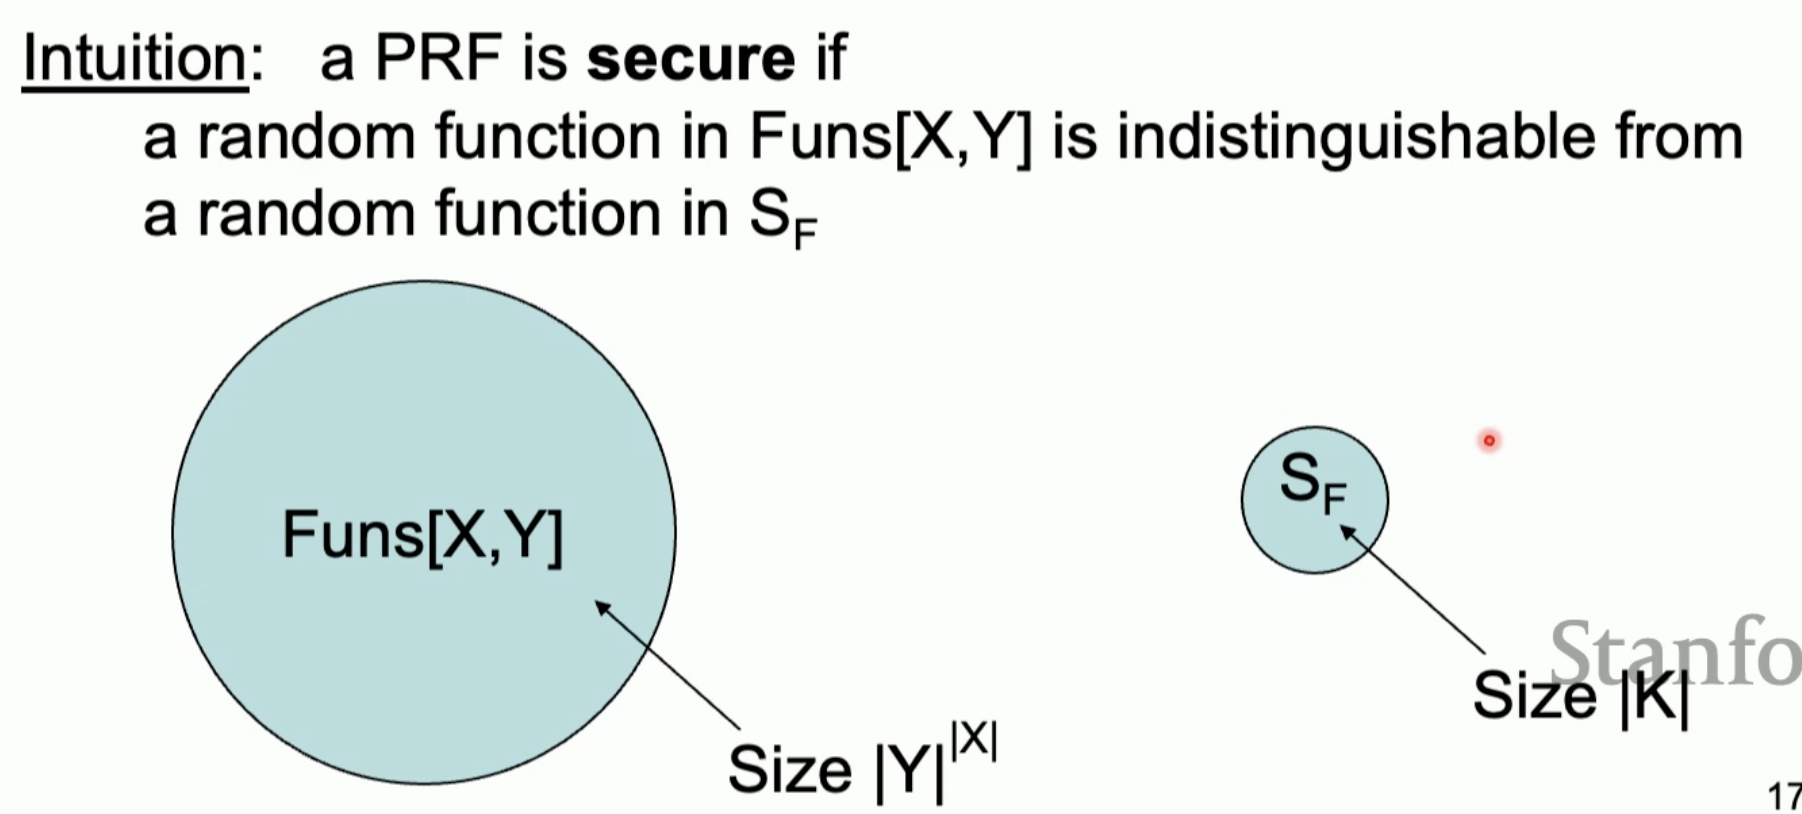 Intuition: a PRF is secure if
a random function in Funs[X,Y] is indistinguishable from
a random function in S_F
Funs[X,Y]
S_F
Size |Y|^|X|
Stanfo
Size |K|
17